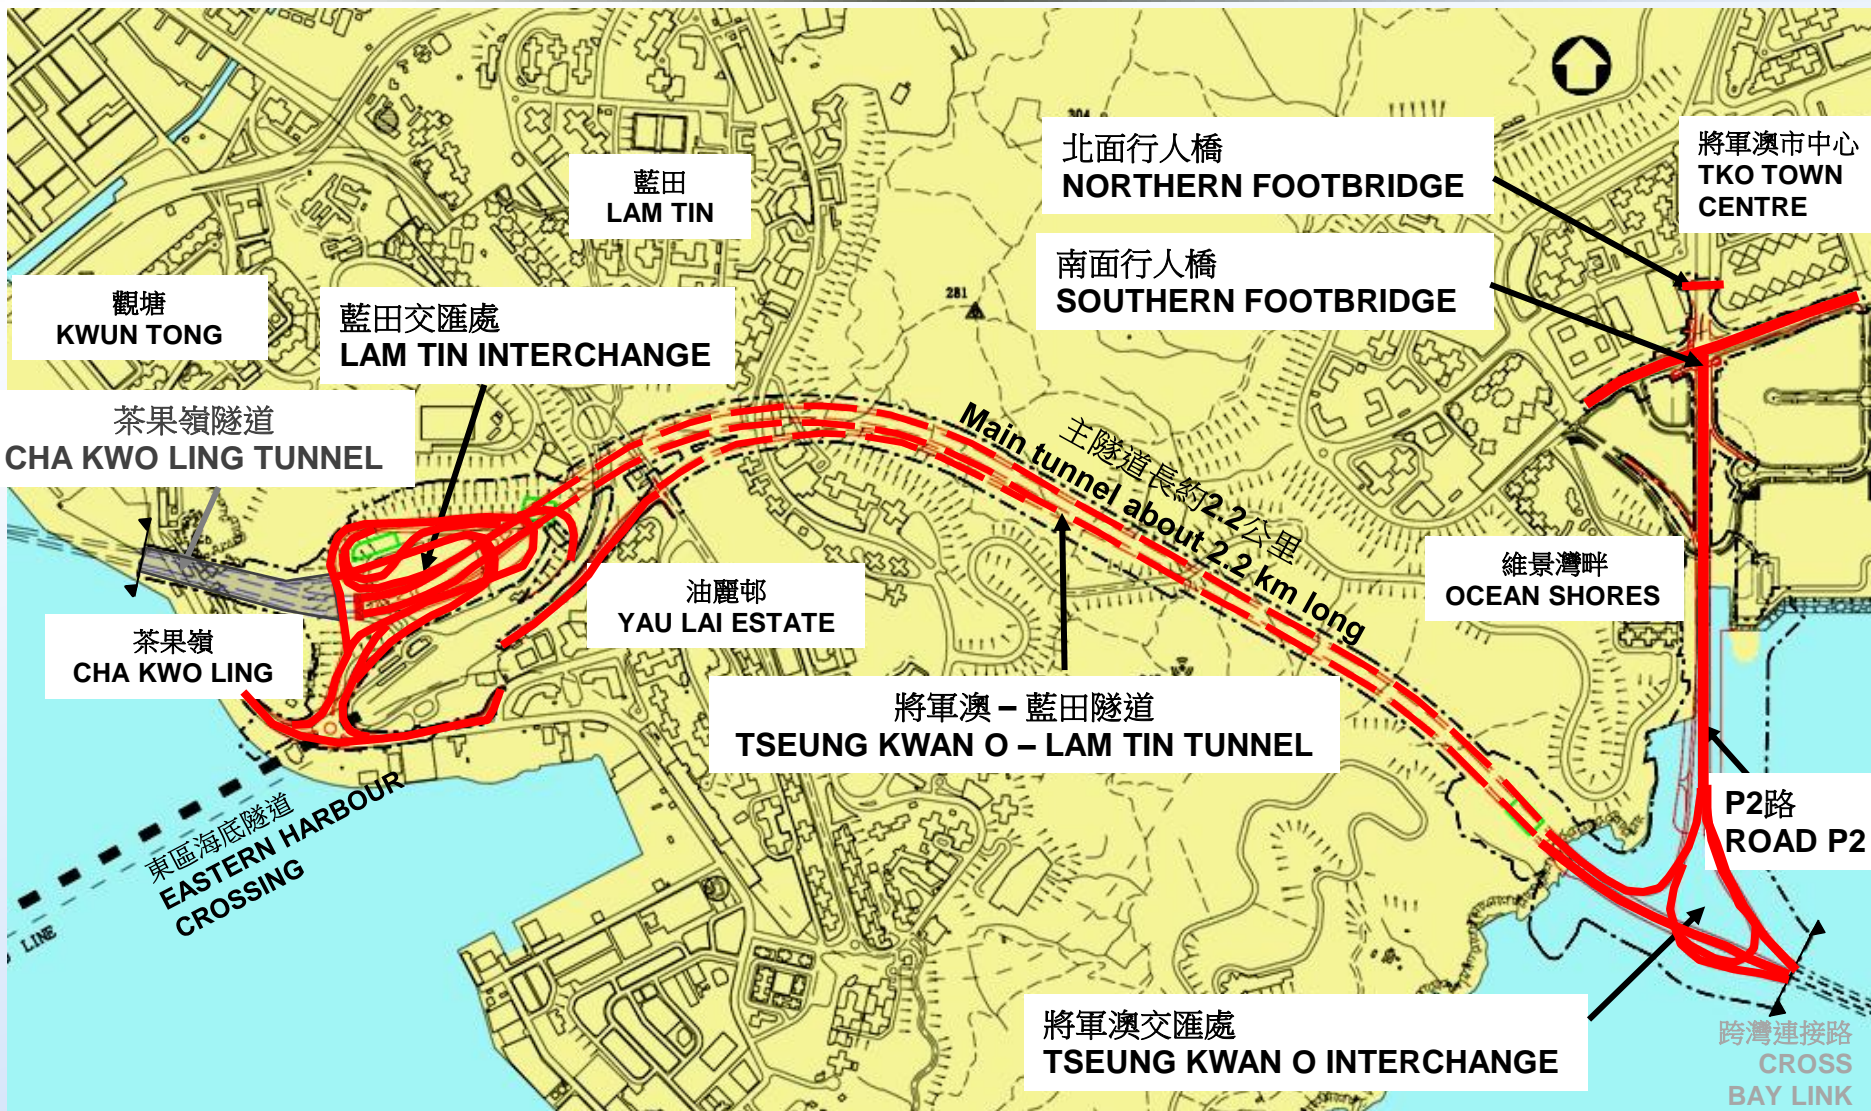 304
北面行人橋
NORTHERN FOOTBRIDGE
將軍澳市中心
TKO TOWN
CENTRE
藍田
LAM TIN
南面行人橋
SOUTHERN FOOTBRIDGE
觀塘
KWUN TONG
藍田交匯處
LAM TIN INTERCHANGE
281
茶果嶺隧道
CHA KWO LING TUNNEL
主隧道長約2.2公里
Main tunnel about 2.2 km long
維景灣畔
OCEAN SHORES
油麗邨
YAU LAI ESTATE
茶果嶺
CHA KWO LING
將軍澳 – 藍田隧道
TSEUNG KWAN O – LAM TIN TUNNEL
P2路
ROAD P2
東區海底隧道
EASTERN HARBOUR
CROSSING
LINE
將軍澳交匯處
TSEUNG KWAN O INTERCHANGE
跨灣連接路
CROSS
BAY LINK